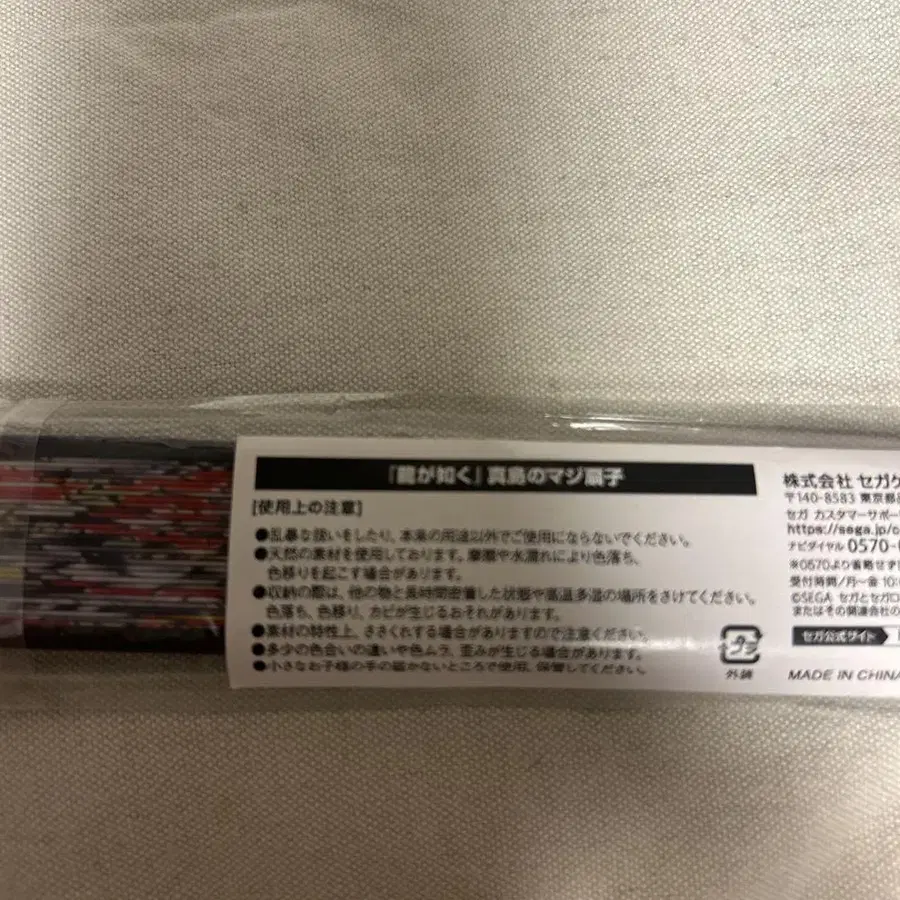 『龍が如く』真島のマジ扇子
[使用上の注意]
●乱暴な扱いをしたり、本来の用途以外でご使用にならないでください。
●天然の素材を使用しております。摩擦や水濡れにより色落ち、
色移りを起こす場合があります。
●収納の際は、他の物と長時間密着した状態や高温多湿の場所をさけてください。
色落ち、色移り、カビが生じるおそれがあります。
●素材の特性上、ささくれする場合がありますので注意ください。
●多少の色合いの違いや色ムラ、歪みが生じる場合があります。
●小さなお子様の手の届かないところで使用、保管してください。
プラ
外装
株式会社 セガゲ
〒140-8583 東京都品
セガ カスタマーサポー
https://sega.jp/c
ナビダイヤル 0570-
※0570より省略せず
受付時間/月～金 10:
©SEGA セガとセガロ
またはその関連会社の
セガ公式サイト
MADE IN CHINA